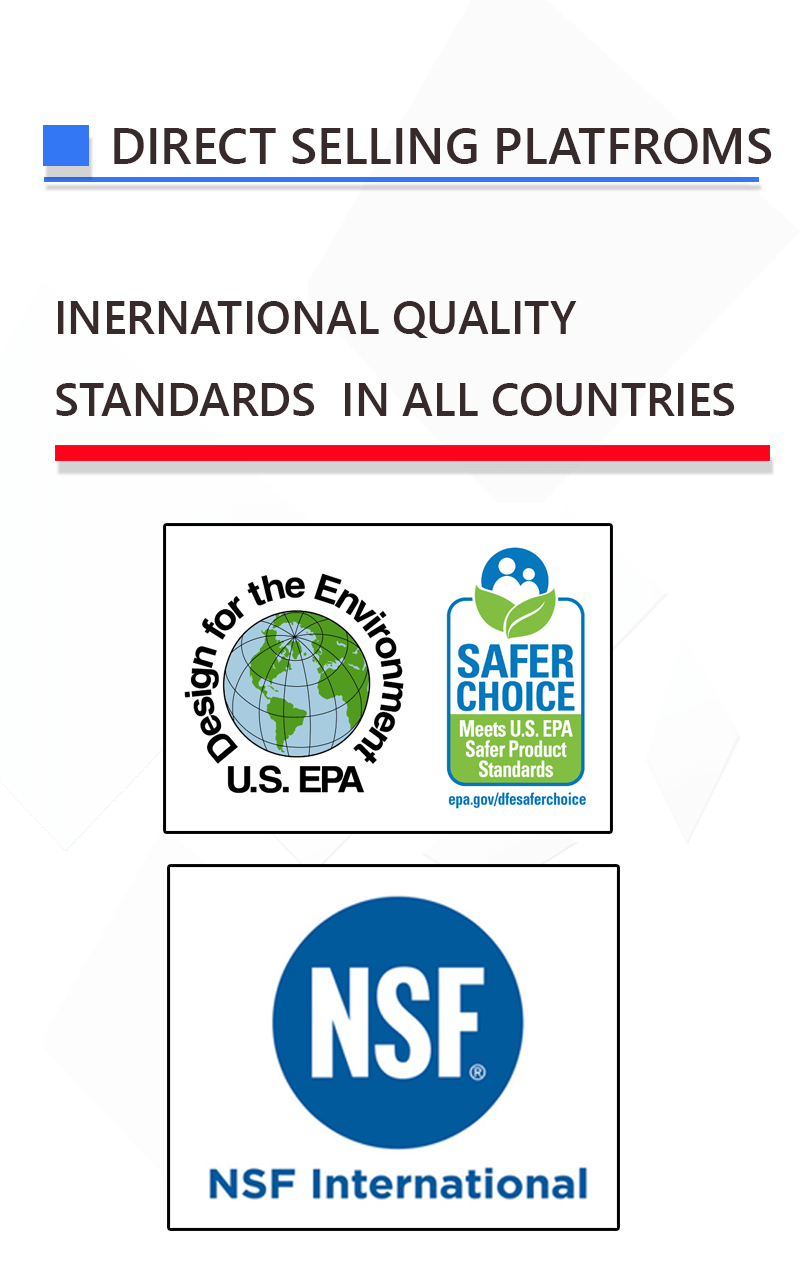 DIRECT SELLING PLATFROMS
INERNATIONAL QUALITY
STANDARDS IN ALL COUNTRIES
Design for the Environment
U.S. EPA
SAFER
CHOICE
Meets U.S. EPA
Safer Product
Standards
epa.gov/dfesaferchoice
NSF®
NSF International